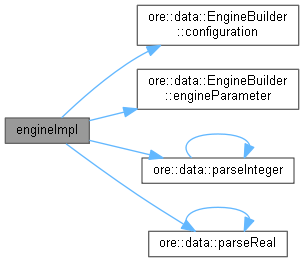 ore::data::EngineBuilder
::configuration
ore::data::EngineBuilder
::engineParameter
engineImpl
ore::data::parseInteger
ore::data::parseReal